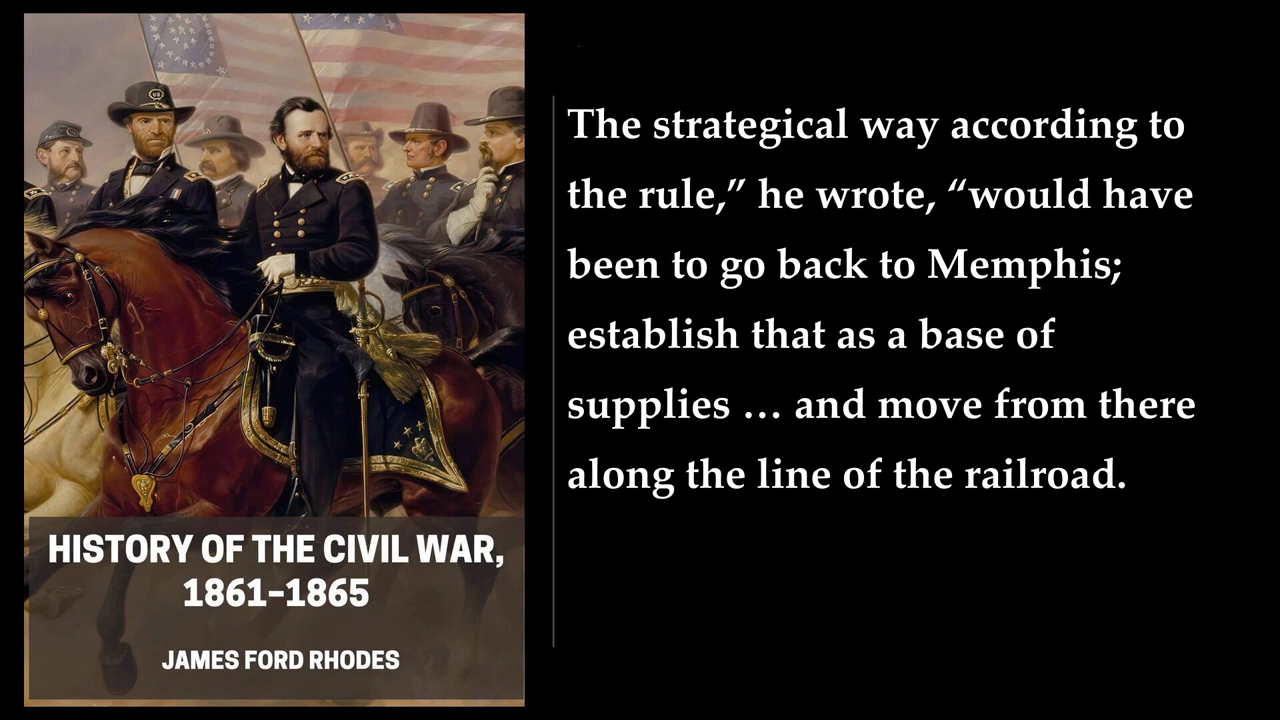 HISTORY OF THE CIVIL WAR,
1861–1865
JAMES FORD RHODES
The strategical way according to
the rule,” he wrote, “would have
been to go back to Memphis;
establish that as a base of
supplies … and move from there
along the line of the railroad.